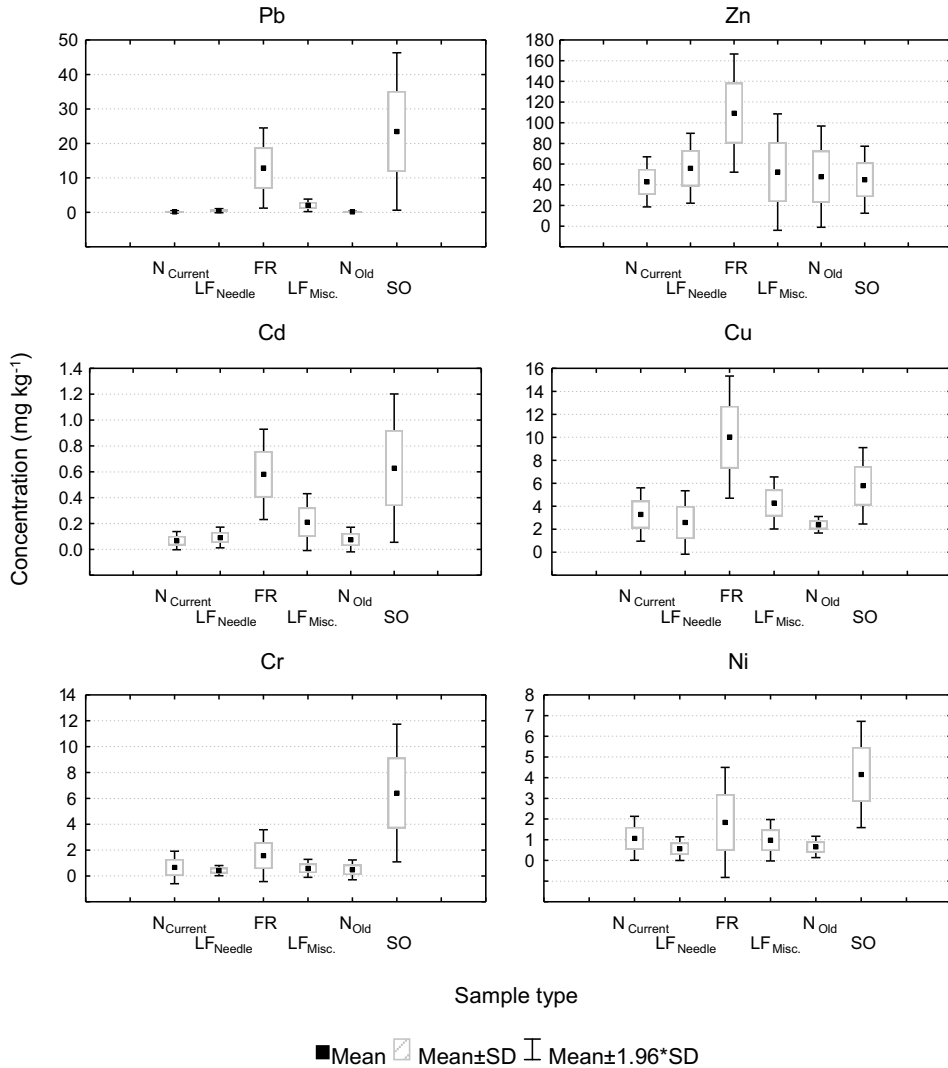 Pb
Zn
50
40
30
20
10
0
180
160
140
120
100
80
60
40
20
0
N Current
FR
N Old
LF Needle
LF Misc.
SO
N Current
FR
N Old
LF Needle
LF Misc.
SO
Concentration (mg kg-1)
Cd
Cu
1.4
1.2
1.0
0.8
0.6
0.4
0.2
0.0
16
14
12
10
8
6
4
2
0
N Current
FR
N Old
LF Needle
LF Misc.
SO
N Current
FR
N Old
LF Needle
LF Misc.
SO
Cr
Ni
14
12
10
8
6
4
2
0
8
7
6
5
4
3
2
1
0
N Current
FR
N Old
LF Needle
LF Misc.
SO
N Current
FR
N Old
LF Needle
LF Misc.
SO
Sample type
Mean Mean±SD Mean±1.96*SD